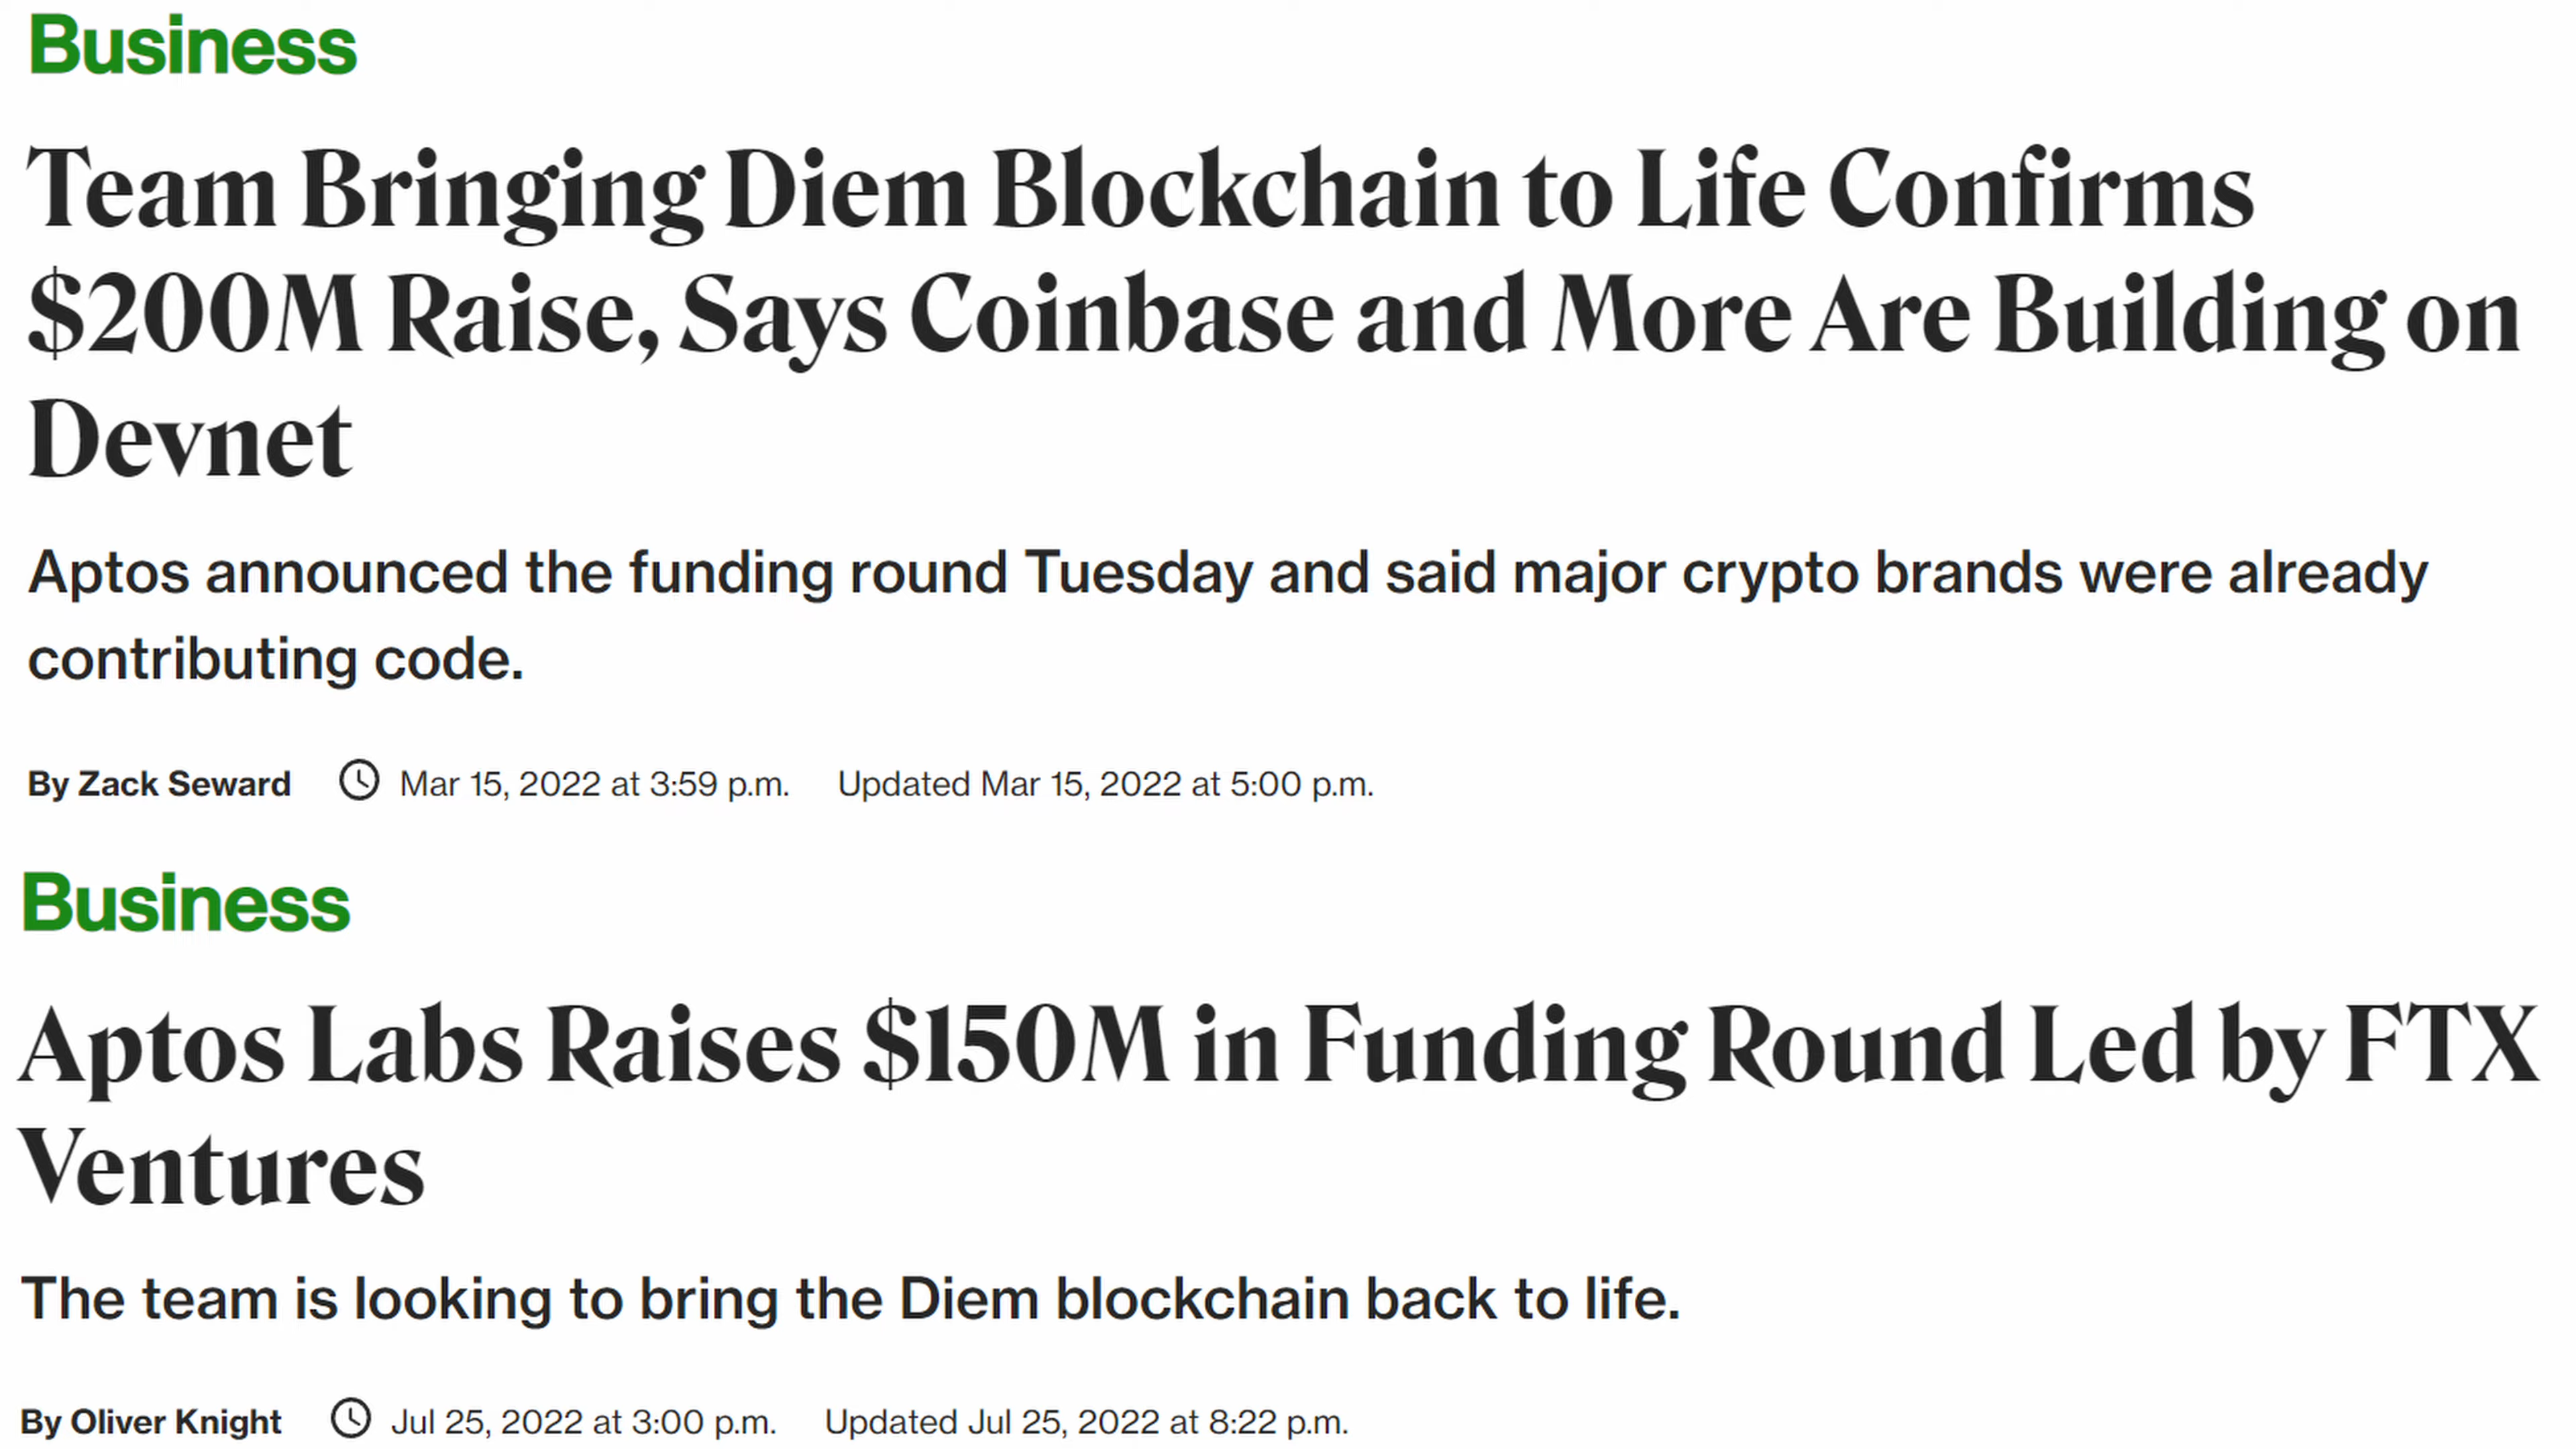 Business
Team Bringing Diem Blockchain to Life Confirms
$200M Raise, Says Coinbase and More Are Building on
Devnet
Aptos announced the funding round Tuesday and said major crypto brands were already
contributing code.
By Zack Seward Mar 15, 2022 at 3:59 p.m. Updated Mar 15, 2022 at 5:00 p.m.
Business
Aptos Labs Raises $150M in Funding Round Led by FTX
Ventures
The team is looking to bring the Diem blockchain back to life.
By Oliver Knight Jul 25, 2022 at 3:00 p.m. Updated Jul 25, 2022 at 8:22 p.m.